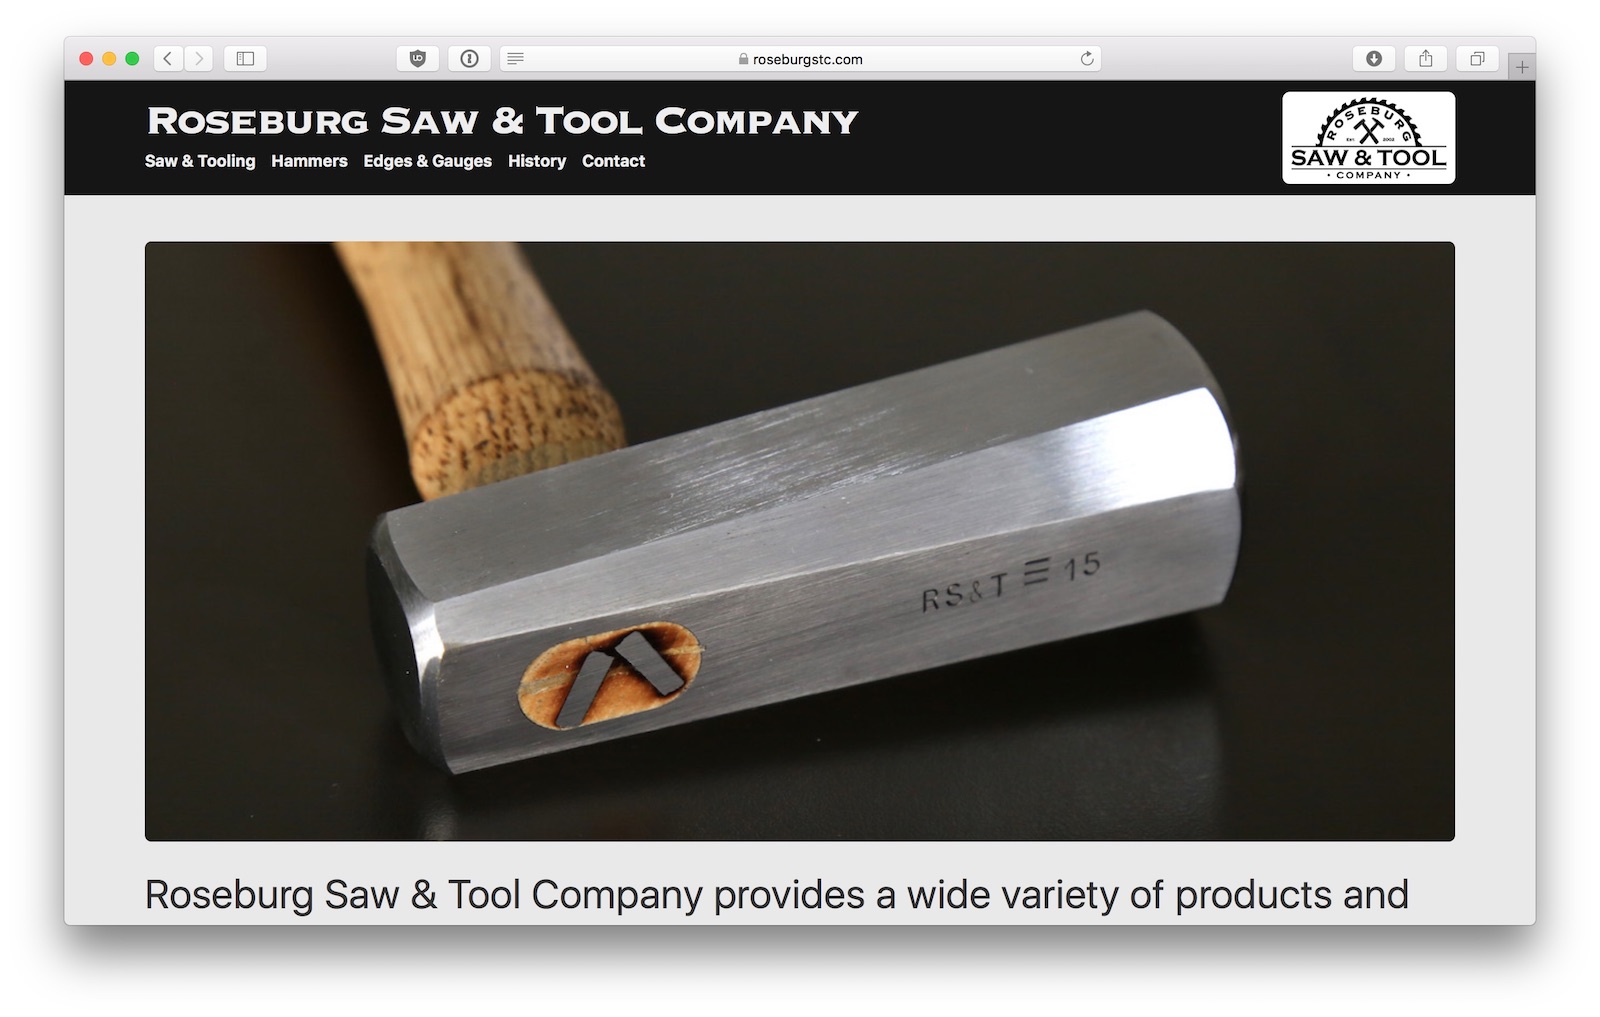 roseburgstc.com
Roseburg Saw & Tool Company
Saw & Tooling Hammers Edges & Gauges History Contact
ROSEBURG
EST 2002
SAW & TOOL
• COMPANY •
RS&T ☰ 15
Roseburg Saw & Tool Company provides a wide variety of products and